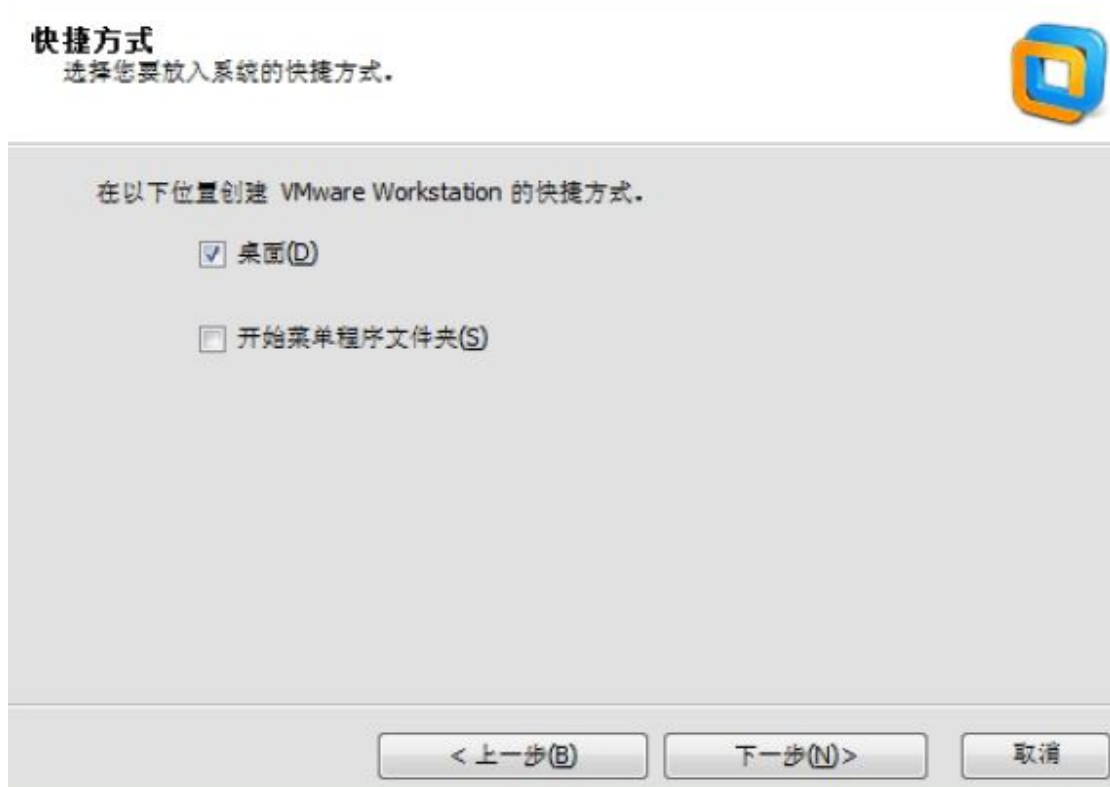 快捷方式
选择您要放入系统的快捷方式.
在以下位置创建 VMware Workstation 的快捷方式.
桌面(D)
开始菜单程序文件夹(S)
< 上一步(B)
下一步(N)>
取消